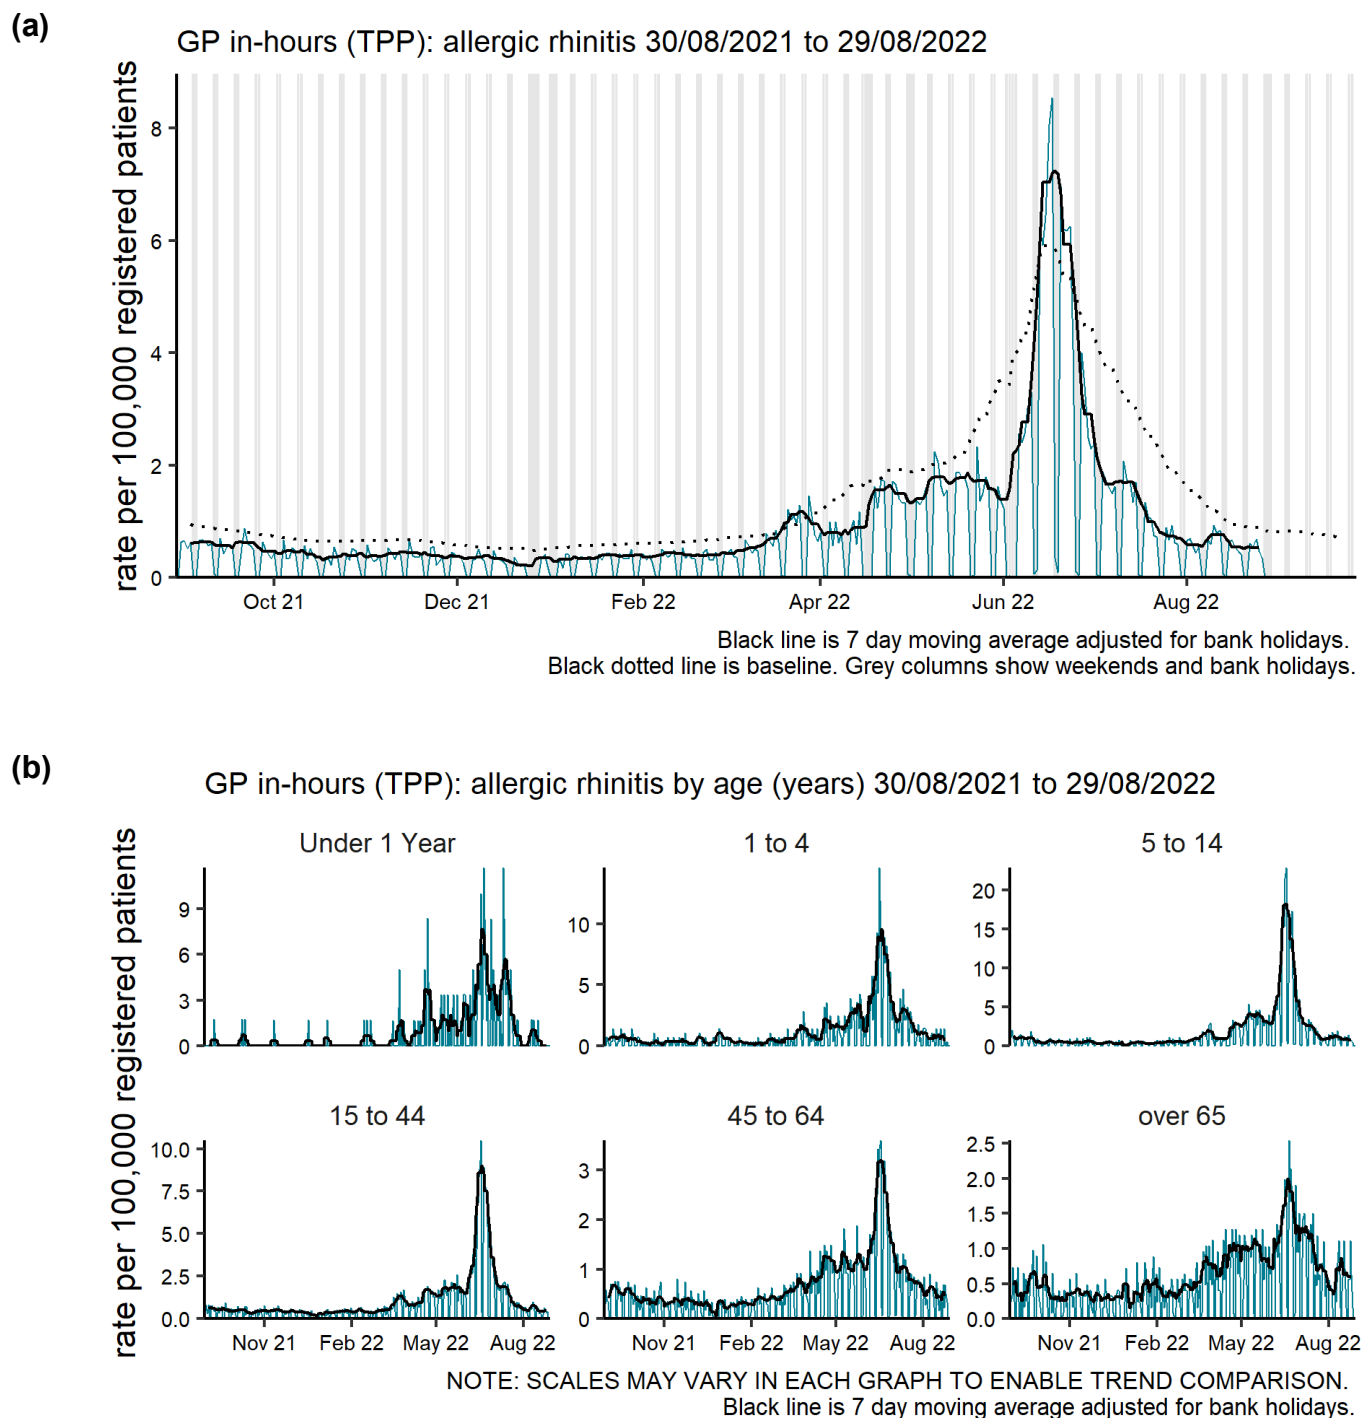 (a)
GP in-hours (TPP): allergic rhinitis 30/08/2021 to 29/08/2022
rate per 100,000 registered patients
8
6
4
2
0
Oct 21 Dec 21 Feb 22 Apr 22 Jun 22 Aug 22
Black line is 7 day moving average adjusted for bank holidays.
Black dotted line is baseline. Grey columns show weekends and bank holidays.
(b)
GP in-hours (TPP): allergic rhinitis by age (years) 30/08/2021 to 29/08/2022
rate per 100,000 registered patients
Under 1 Year
9
6
3
0
1 to 4
10
5
0
5 to 14
20
15
10
5
0
15 to 44
10.0
7.5
5.0
2.5
0.0
Nov 21 Feb 22 May 22 Aug 22
45 to 64
3
2
1
0
Nov 21 Feb 22 May 22 Aug 22
over 65
2.5
2.0
1.5
1.0
0.5
0.0
Nov 21 Feb 22 May 22 Aug 22
NOTE: SCALES MAY VARY IN EACH GRAPH TO ENABLE TREND COMPARISON.
Black line is 7 day moving average adjusted for bank holidays.